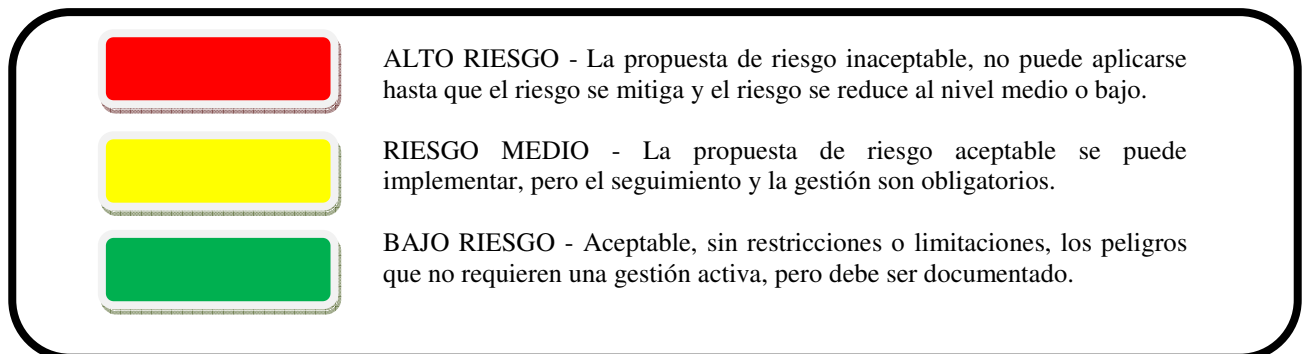 ALTO RIESGO - La propuesta de riesgo inaceptable, no puede aplicarse
hasta que el riesgo se mitiga y el riesgo se reduce al nivel medio o bajo.
RIESGO MEDIO - La propuesta de riesgo aceptable se puede
implementar, pero el seguimiento y la gestión son obligatorios.
BAJO RIESGO - Aceptable, sin restricciones o limitaciones, los peligros
que no requieren una gestión activa, pero debe ser documentado.